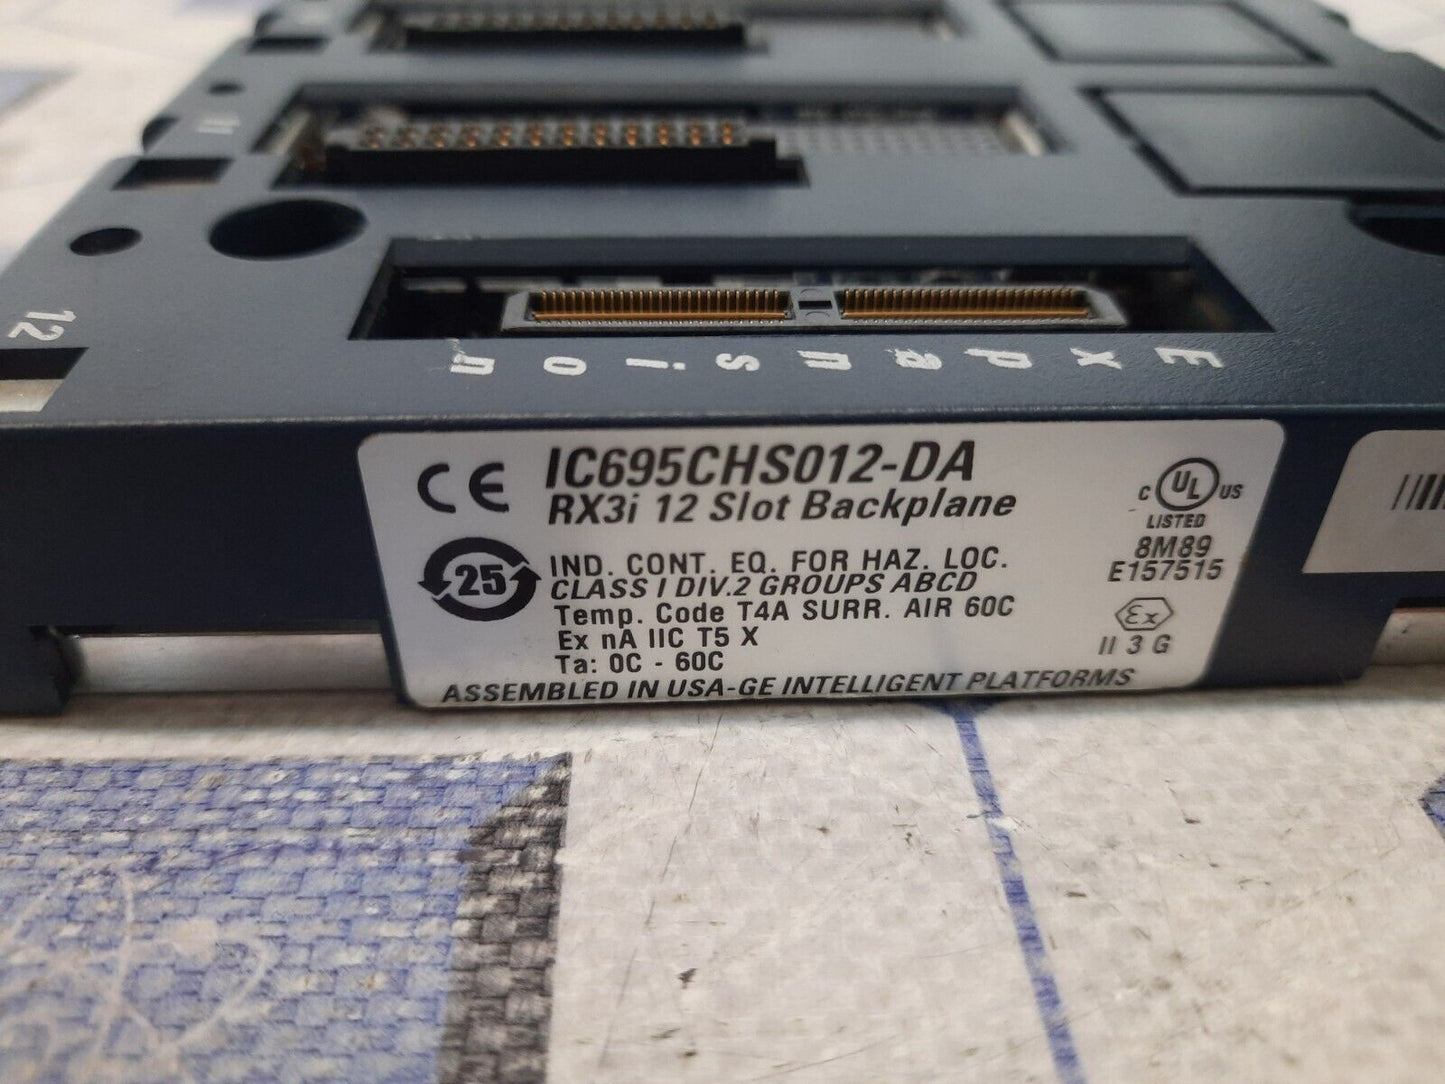 11
12
Expansion
CE
IC695CHS012-DA
RX3i 12 Slot Backplane
25
IND. CONT. EQ. FOR HAZ. LOC.
CLASS I DIV.2 GROUPS ABCD
Temp. Code T4A SURR. AIR 60C
Ex nA IIC T5 X
Ta: 0C - 60C
ASSEMBLED IN USA-GE INTELLIGENT PLATFORMS
C UL US
LISTED
8M89
E157515
Ex
II 3 G